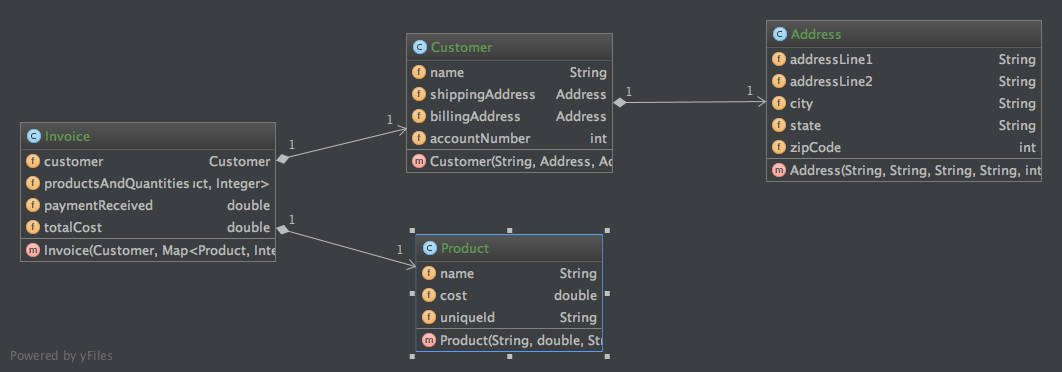 C Invoice
f customer Customer
f productsAndQuantities ct, Integer>
f paymentReceived double
f totalCost double
m Invoice(Customer, Map<Product, Inte
1
1
1
1
C Customer
f name String
f shippingAddress Address
f billingAddress Address
f accountNumber int
m Customer(String, Address, Ad
1
1
C Address
f addressLine1 String
f addressLine2 String
f city String
f state String
f zipCode int
m Address(String, String, String, String, int
C Product
f name String
f cost double
f uniqueId String
m Product(String, double, Str
Powered by yFiles